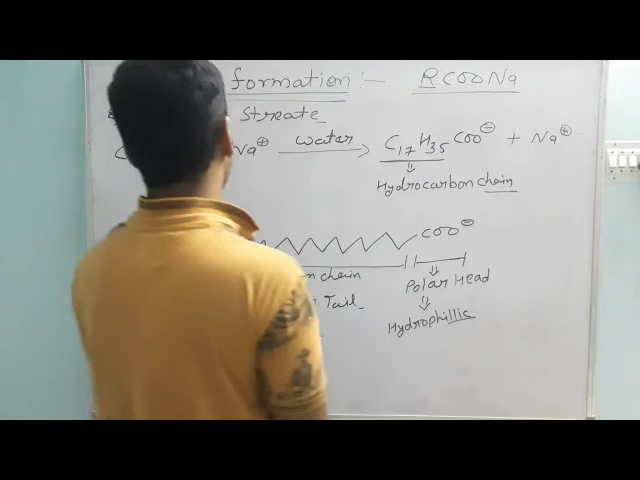 formation :- RCOONa
Streate
Na⊕ water → C₁₇H₃₅COO⊖ + Na⊕
⇓
Hydrocarbon chain
COO⊖
chain
⇓
Polar Head
Tail
⇓
Hydrophillic